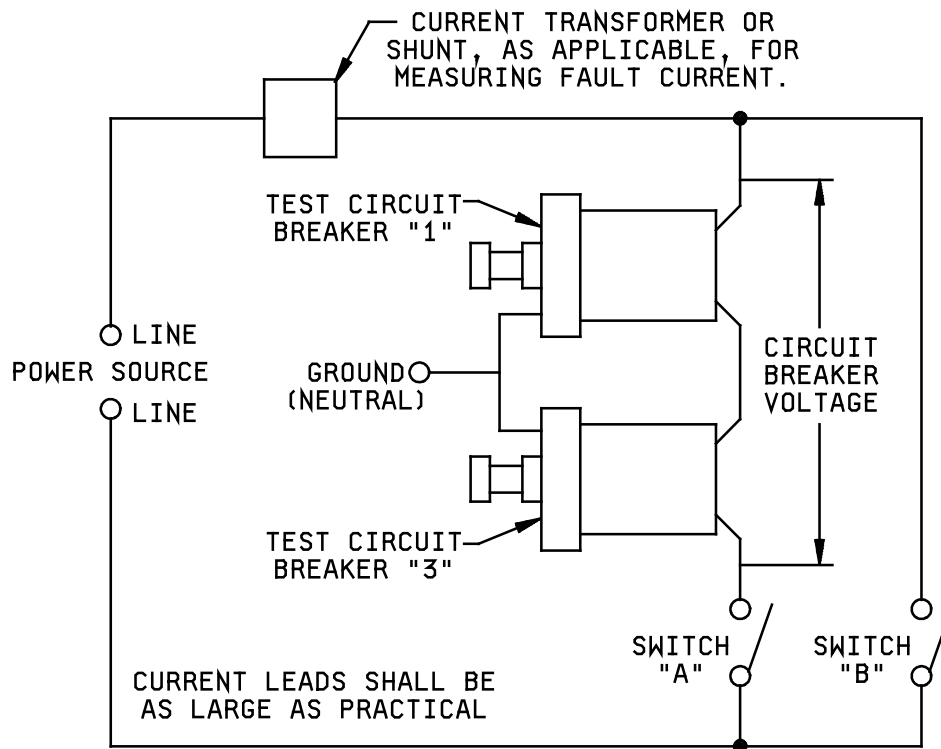 CURRENT TRANSFORMER OR
SHUNT, AS APPLICABLE, FOR
MEASURING FAULT CURRENT.
TEST CIRCUIT
BREAKER "1"
LINE
POWER SOURCE
LINE
GROUND
(NEUTRAL)
CIRCUIT
BREAKER
VOLTAGE
TEST CIRCUIT
BREAKER "3"
SWITCH
"A"
SWITCH
"B"
CURRENT LEADS SHALL BE
AS LARGE AS PRACTICAL